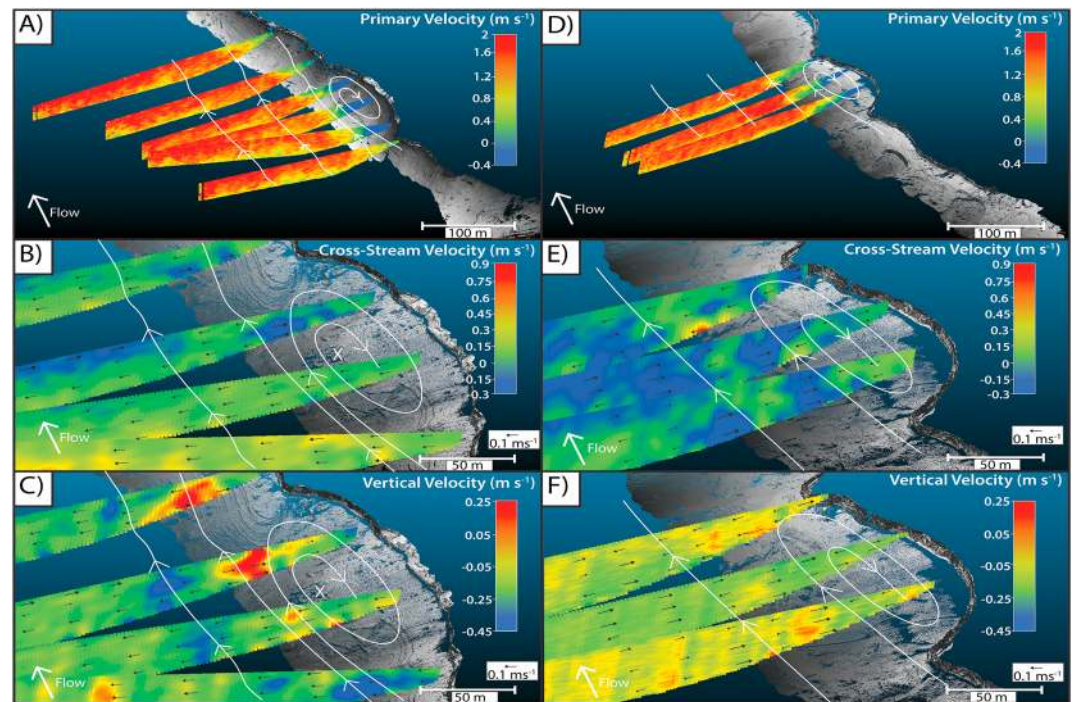 A)
Primary Velocity (m s⁻¹)
2
1.6
1.2
0.8
0.4
0
-0.4
Flow
100 m
D)
Primary Velocity (m s⁻¹)
2
1.6
1.2
0.8
0.4
0
-0.4
Flow
100 m
B)
Cross-Stream Velocity (m s⁻¹)
0.9
0.75
0.6
0.45
0.3
0.15
0
0.15
0.3
X
Flow
0.1 ms⁻¹
50 m
E)
Cross-Stream Velocity (m s⁻¹)
0.9
0.75
0.6
0.45
0.3
0.15
0
-0.15
-0.3
Flow
0.1 ms⁻¹
50 m
C)
Vertical Velocity (m s⁻¹)
0.25
0.05
-0.05
-0.25
-0.45
X
Flow
0.1 ms⁻¹
50 m
F)
Vertical Velocity (m s⁻¹)
0.25
0.05
-0.05
-0.25
-0.45
Flow
0.1 ms⁻¹
50 m